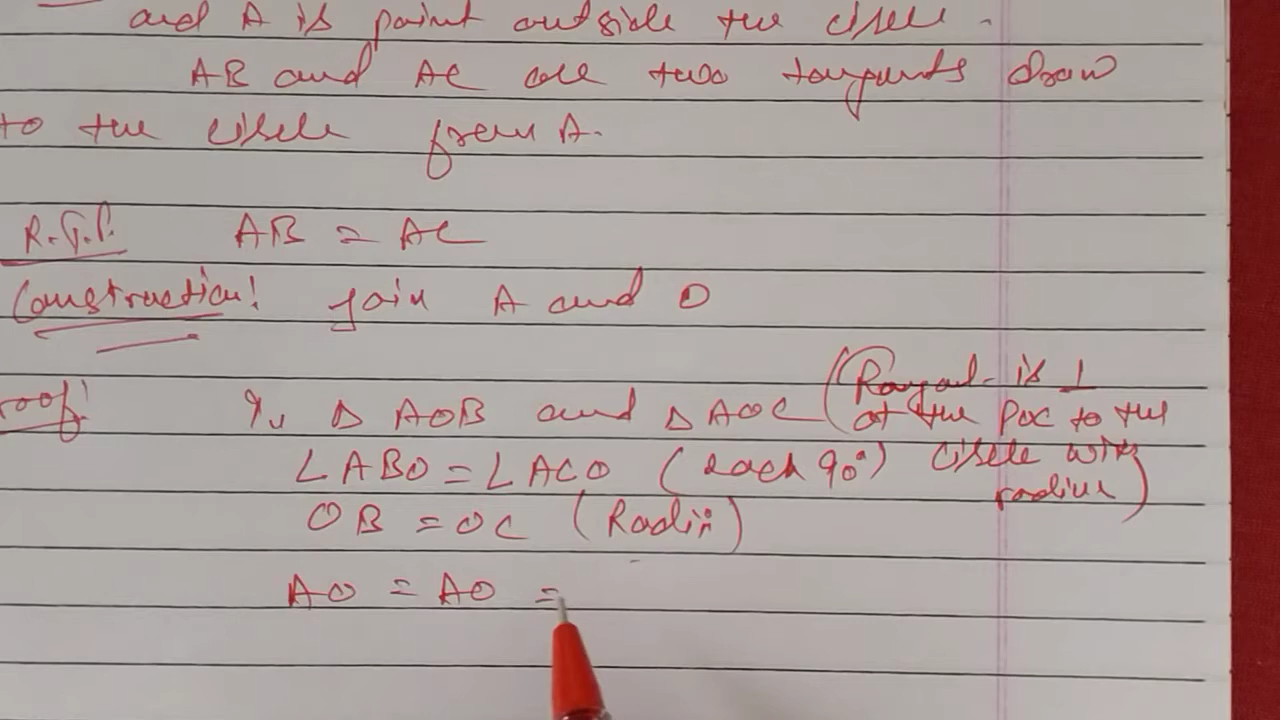 and A is point outside the circle.
AB and AC are two tangents draw
to the circle from A.
R.T.P. AB = AC
Construction! Join A and O
roof! In △ AOB and △ AOC (Tangent is ⊥
at the POC to the
∠ABO = ∠ACO (each 90°) circle with
radius)
OB = OC (Radii)
AO = AO =